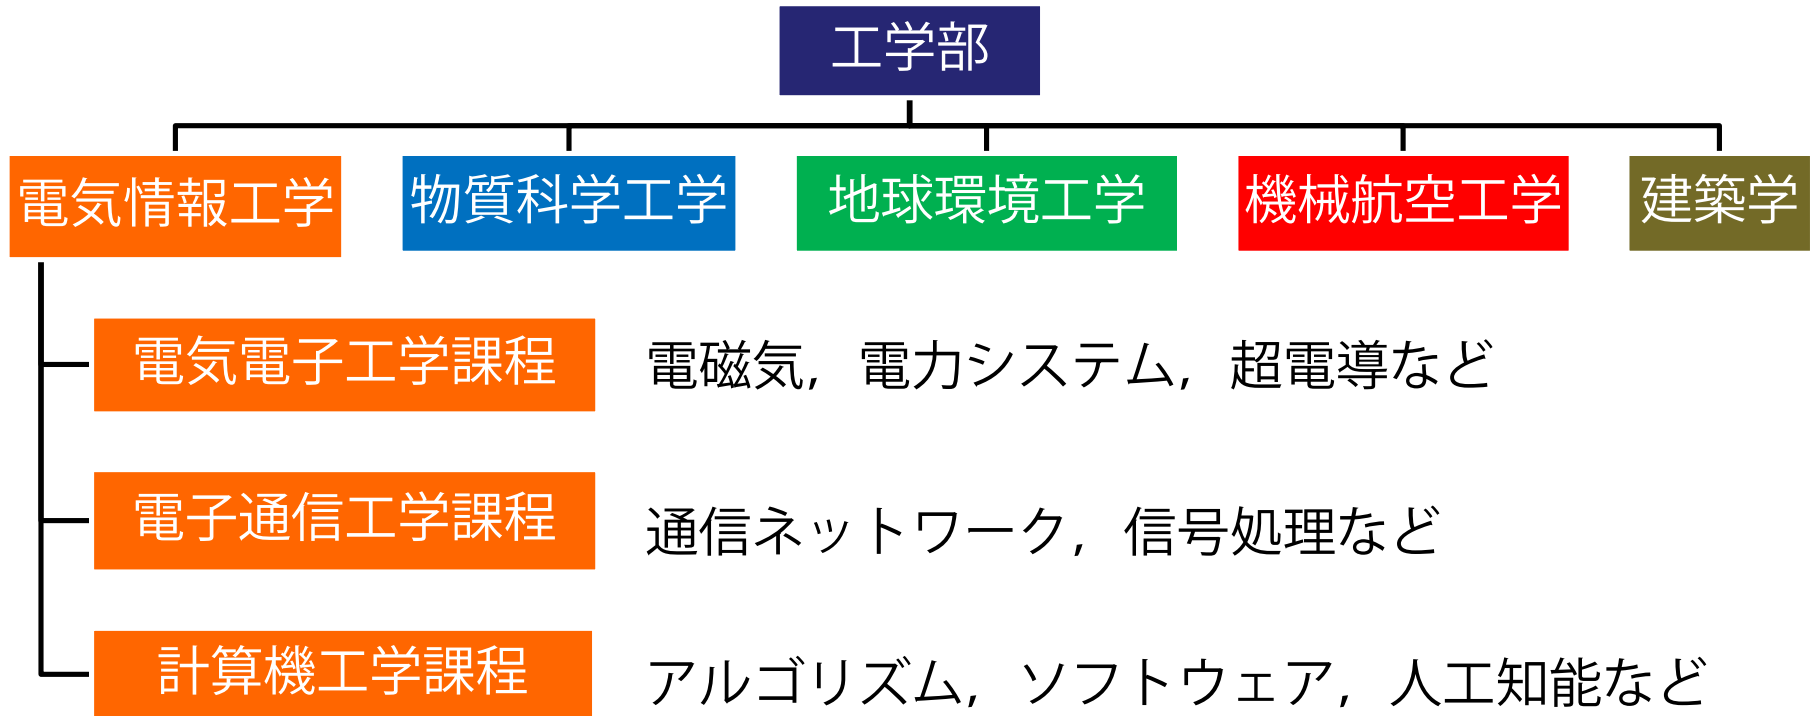 工学部
電気情報工学
物質科学工学
地球環境工学
機械航空工学
建築学
電気電子工学課程
電磁気，電力システム，超電導など
電子通信工学課程
通信ネットワーク，信号処理など
計算機工学課程
アルゴリズム，ソフトウェア，人工知能など